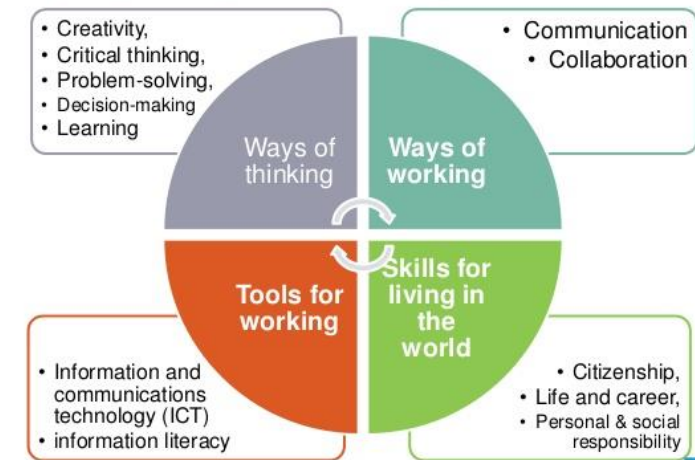 • Creativity,
• Critical thinking,
• Problem-solving,
• Decision-making
• Learning
• Communication
• Collaboration
Ways of
thinking
Ways of
working
Tools for
working
Skills for
living in
the
world
• Information and
communications
technology (ICT)
• information literacy
• Citizenship,
• Life and career,
• Personal & social
responsibility